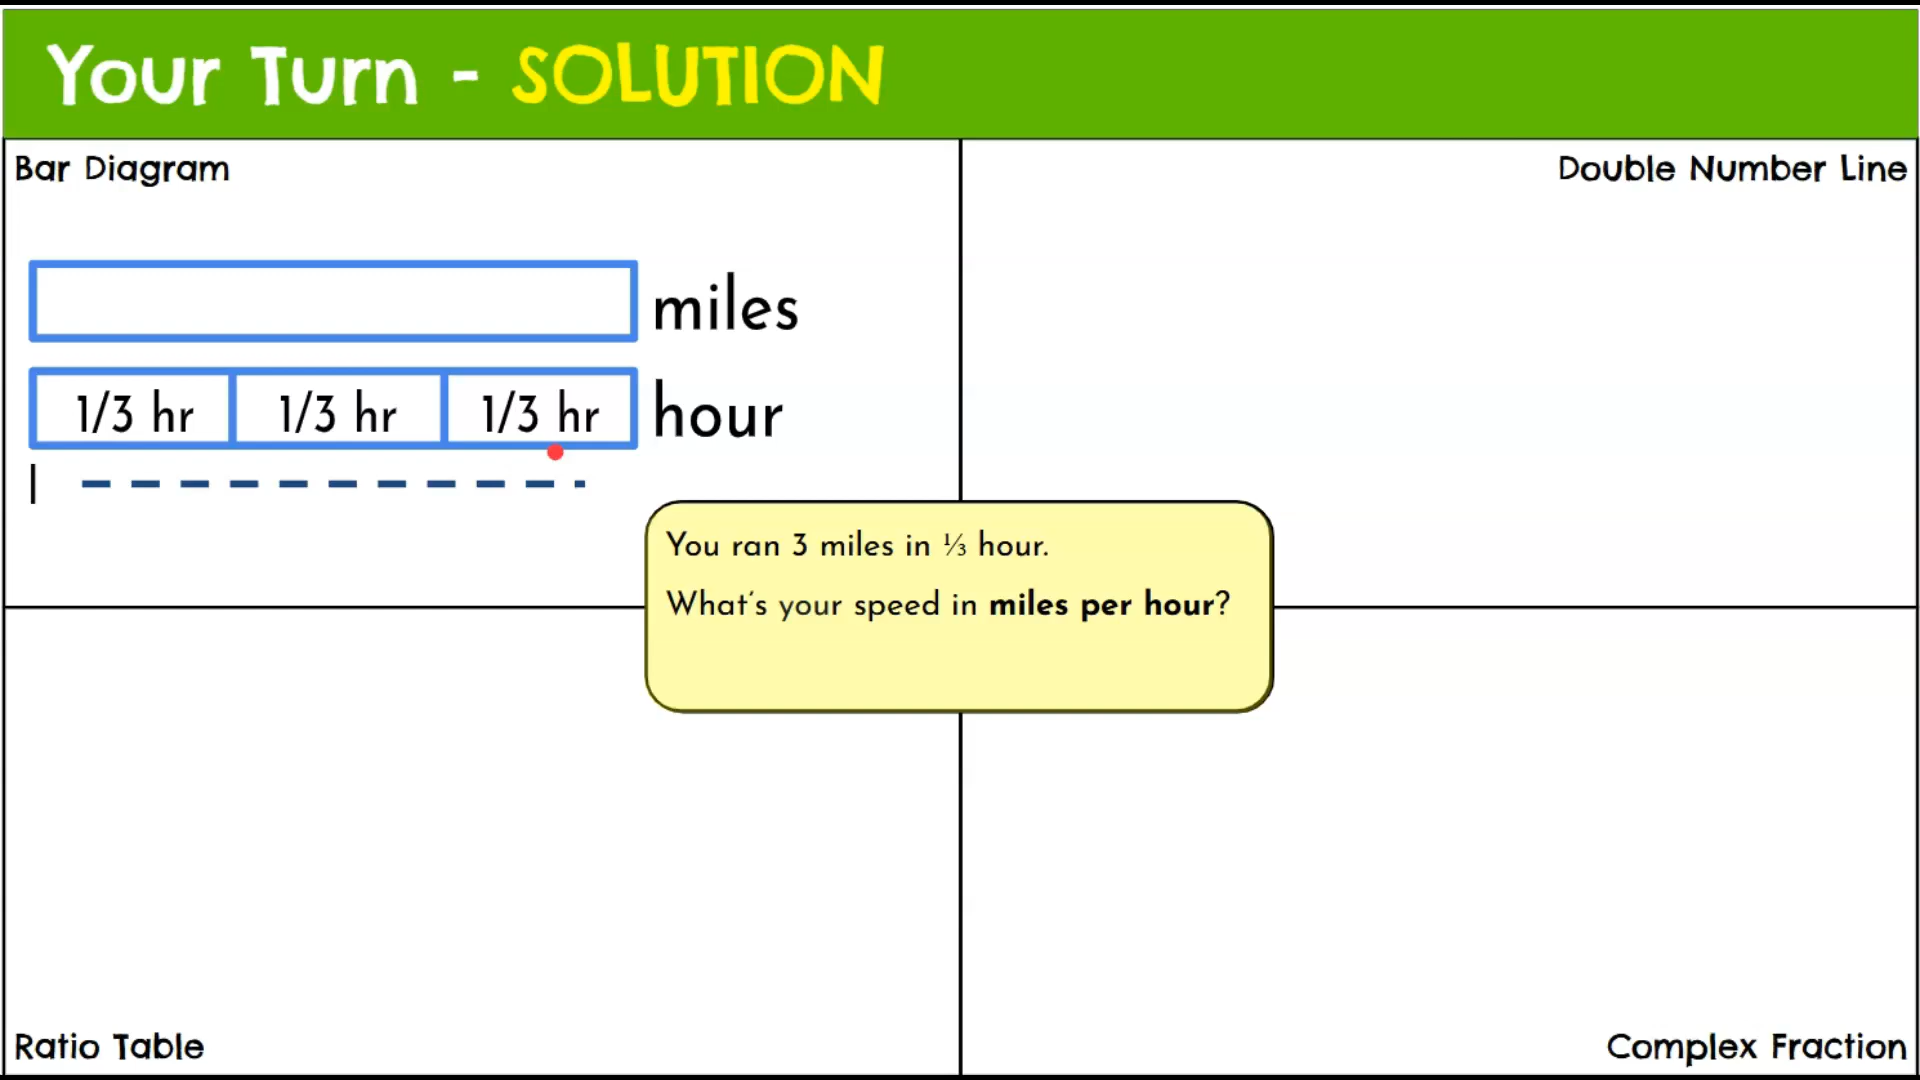 Your Turn - SOLUTION
Bar Diagram
Double Number Line
miles
1/3 hr 1/3 hr 1/3 hr hour
You ran 3 miles in ⅓ hour.
What's your speed in miles per hour?
Ratio Table
Complex Fraction